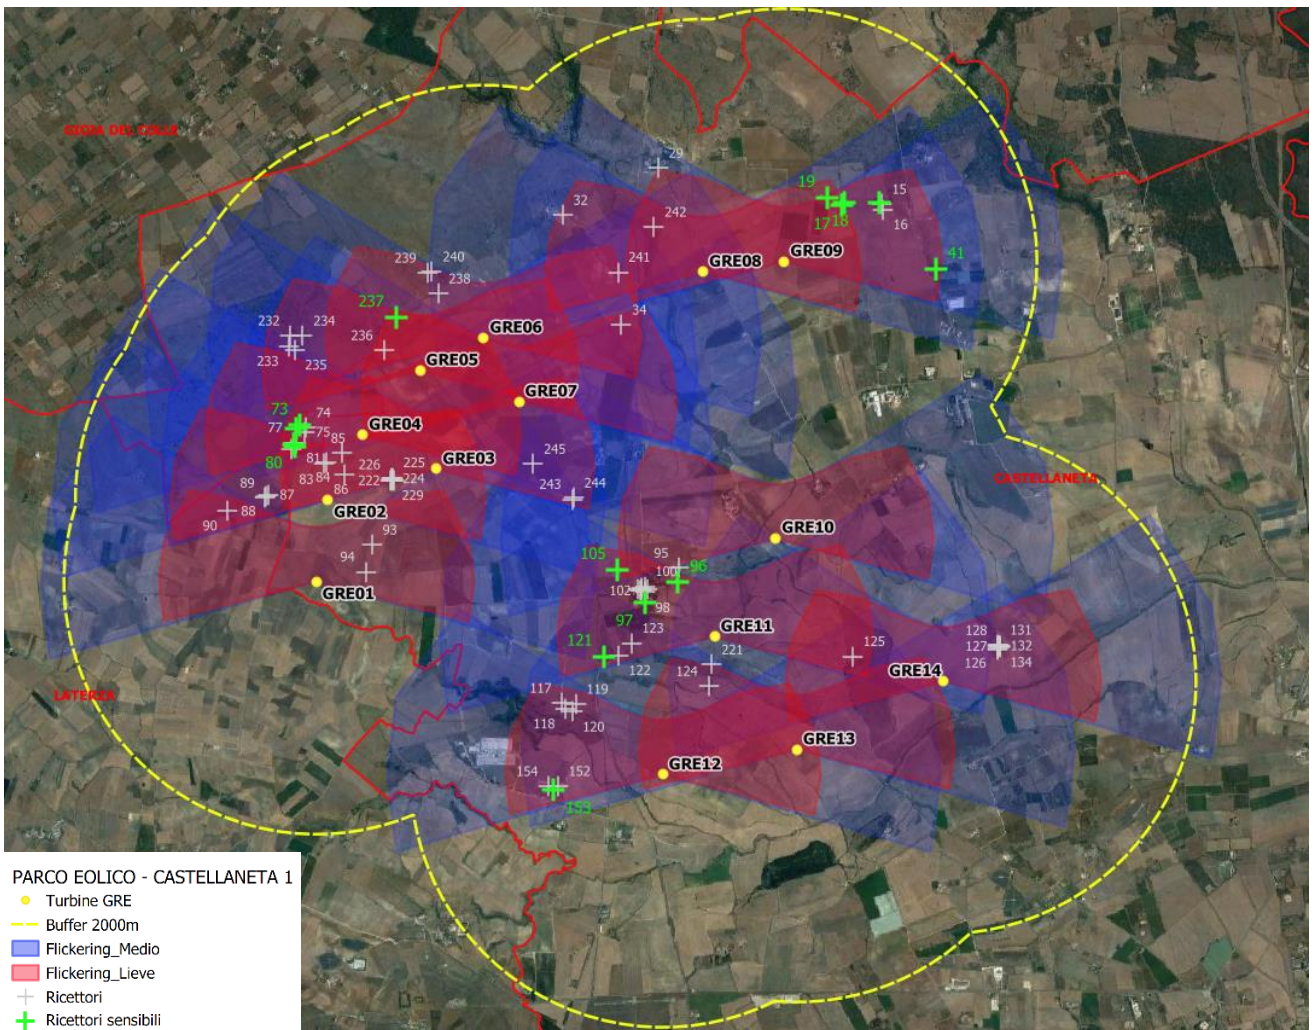 GIOIA DEL COLLE
29
19
15
32
242
17
18
16
239
240
241
GRE08
GRE09
41
238
237
34
232
234
GRE06
236
233
235
GRE05
GRE07
73
74
77
75
GRE04
85
80
81
226
225
GRE03
245
83
84
222
224
CASTELLANETA
89
87
86
229
243
244
90
88
GRE02
93
GRE10
105
95
96
94
100
GRE01
102
98
97
123
GRE11
128
131
121
125
127
132
122
221
126
134
124
GRE14
LATERZA
117
119
118
120
GRE13
154
152
GRE12
153
PARCO EOLICO - CASTELLANETA 1
Turbine GRE
Buffer 2000m
Flickering_Medio
Flickering_Lieve
Ricettori
Ricettori sensibili